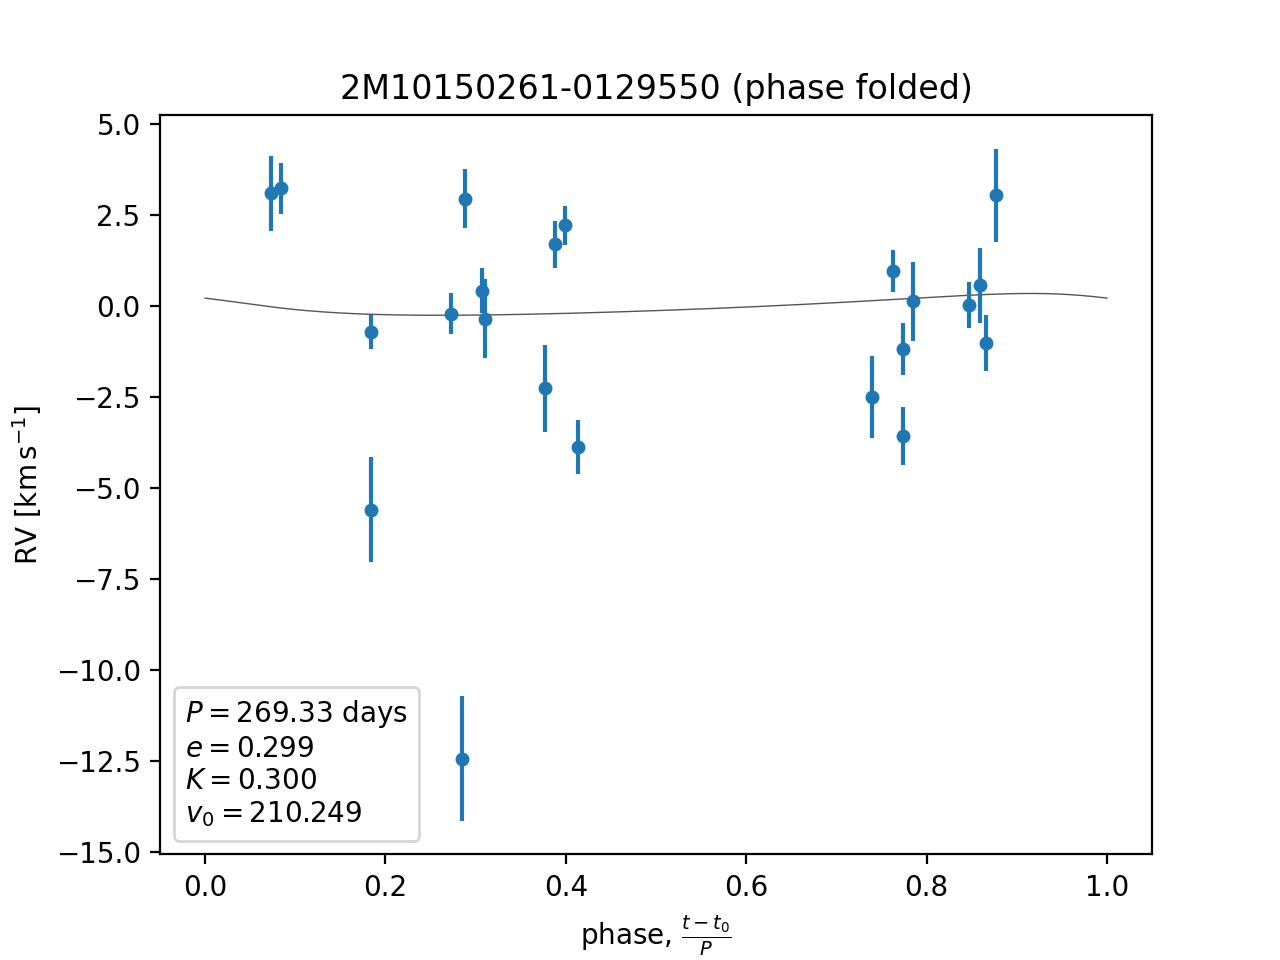 2M10150261-0129550 (phase folded)
5.0
2.5
0.0
−2.5
−5.0
−7.5
−10.0
−12.5
−15.0
RV [km s⁻¹]
P = 269.33 days
e = 0.299
K = 0.300
v₀ = 210.249
0.0 0.2 0.4 0.6 0.8 1.0
phase, (t − t₀)/P